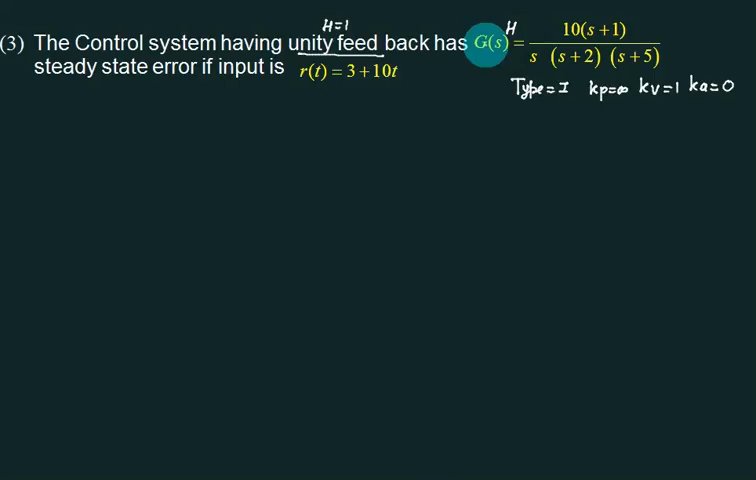 H=1
(3) The Control system having unity feed back has G(s) H = 10(s+1) / s (s+2) (s+5)
steady state error if input is r(t) = 3+10t
Type=I kp=∞ kv=1 ka=0